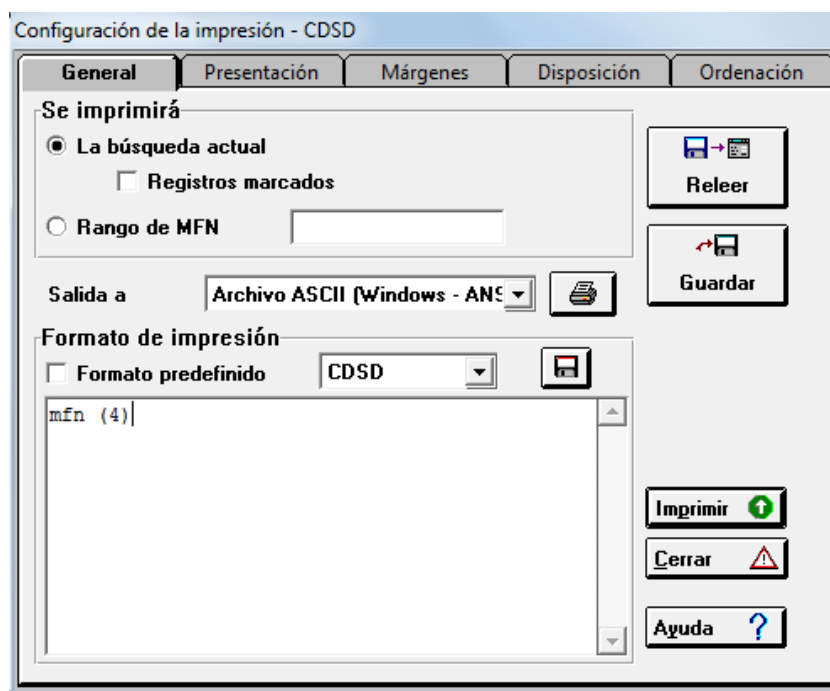 Configuración de la impresión - CDSD
General Presentación Márgenes Disposición Ordenación
Se imprimirá
La búsqueda actual
Registros marcados
Rango de MFN
Releer
Guardar
Salida a Archivo ASCII (Windows - ANS
Formato de impresión
Formato predefinido CDSD
mfn (4)
Imprimir
Cerrar
Ayuda ?